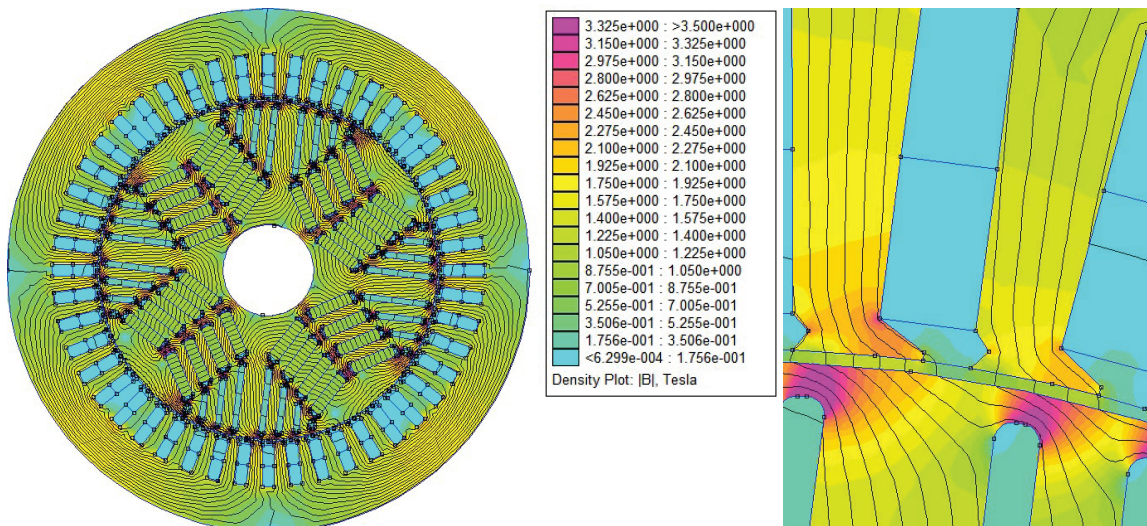 3.325e+000 : >3.500e+000
3.150e+000 : 3.325e+000
2.975e+000 : 3.150e+000
2.800e+000 : 2.975e+000
2.625e+000 : 2.800e+000
2.450e+000 : 2.625e+000
2.275e+000 : 2.450e+000
2.100e+000 : 2.275e+000
1.925e+000 : 2.100e+000
1.750e+000 : 1.925e+000
1.575e+000 : 1.750e+000
1.400e+000 : 1.575e+000
1.225e+000 : 1.400e+000
1.050e+000 : 1.225e+000
8.755e-001 : 1.050e+000
7.005e-001 : 8.755e-001
5.255e-001 : 7.005e-001
3.506e-001 : 5.255e-001
1.756e-001 : 3.506e-001
<6.299e-004 : 1.756e-001
Density Plot: |B|, Tesla